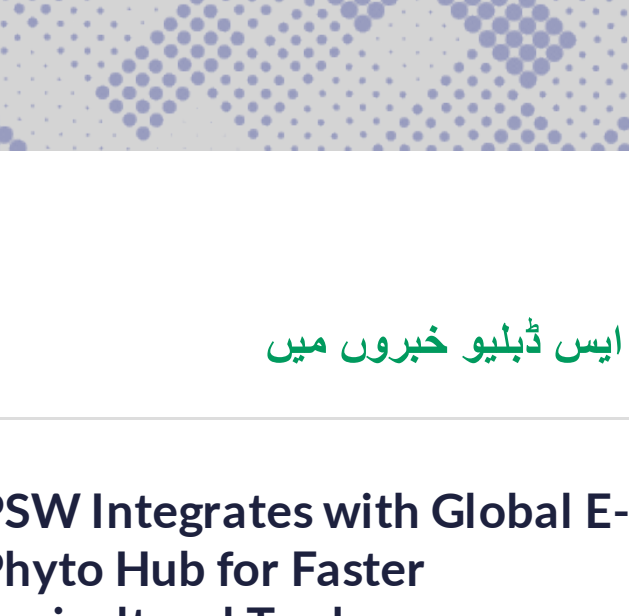 ایس ڈبلیو خبروں میں
PSW Integrates with Global E-
Phyto Hub for Faster